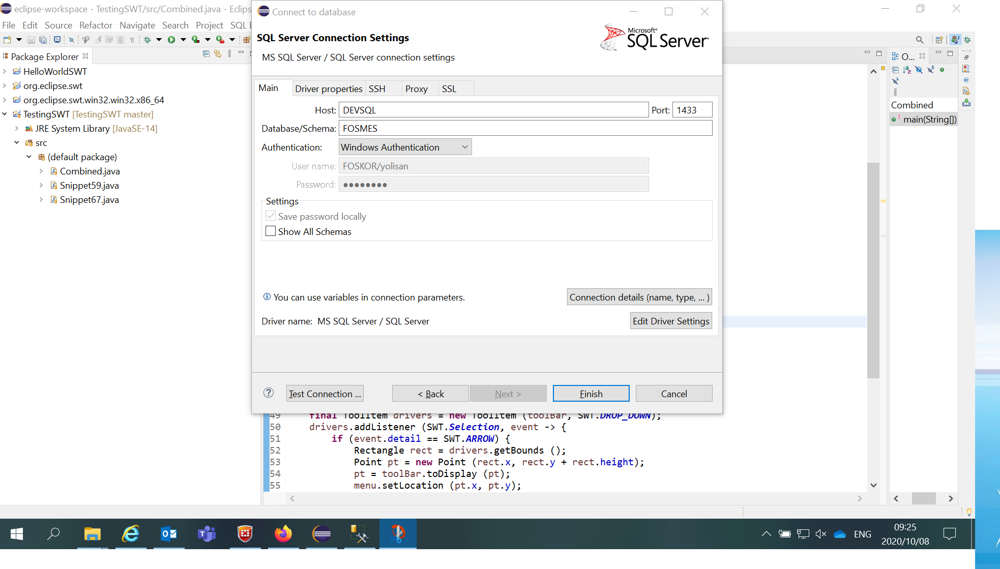 eclipse-workspace - TestingSWT/src/Combined.java - Eclips
File Edit Source Refactor Navigate Search Project SQL E
Package Explorer
HelloWorldSWT
org.eclipse.swt
org.eclipse.swt.win32.win32.x86_64
TestingSWT [TestingSWT master]
JRE System Library [JavaSE-14]
src
(default package)
Combined.java
Snippet59.java
Snippet67.java
Connect to database
SQL Server Connection Settings
MS SQL Server / SQL Server connection settings
Microsoft®
SQL Server®
Main Driver properties SSH Proxy SSL
Host: DEVSQL Port: 1433
Database/Schema: FOSMES
Authentication: Windows Authentication
User name: FOSKOR/yolisan
Password: ●●●●●●●●
Settings
Save password locally
Show All Schemas
You can use variables in connection parameters. Connection details (name, type, ... )
Driver name: MS SQL Server / SQL Server Edit Driver Settings
Test Connection ... < Back Next > Finish Cancel
49 final ToolItem drivers = new ToolItem (toolBar, SWT.DROP_DOWN);
50 drivers.addListener (SWT.Selection, event -> {
51 if (event.detail == SWT.ARROW) {
52 Rectangle rect = drivers.getBounds ();
53 Point pt = new Point (rect.x, rect.y + rect.height);
54 pt = toolBar.toDisplay (pt);
55 menu.setLocation (pt.x, pt.y);
O...
Combined
main(String[])
ENG
09:25
2020/10/08